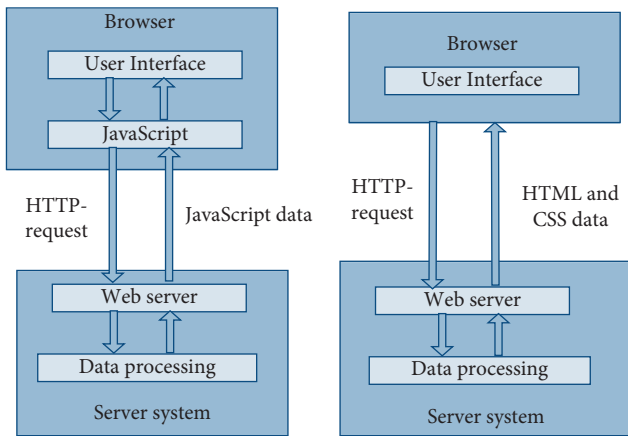 Browser
User Interface
JavaScript
HTTP-
request
JavaScript data
Web server
Data processing
Server system
Browser
User Interface
HTTP-
request
HTML and
CSS data
Web server
Data processing
Server system